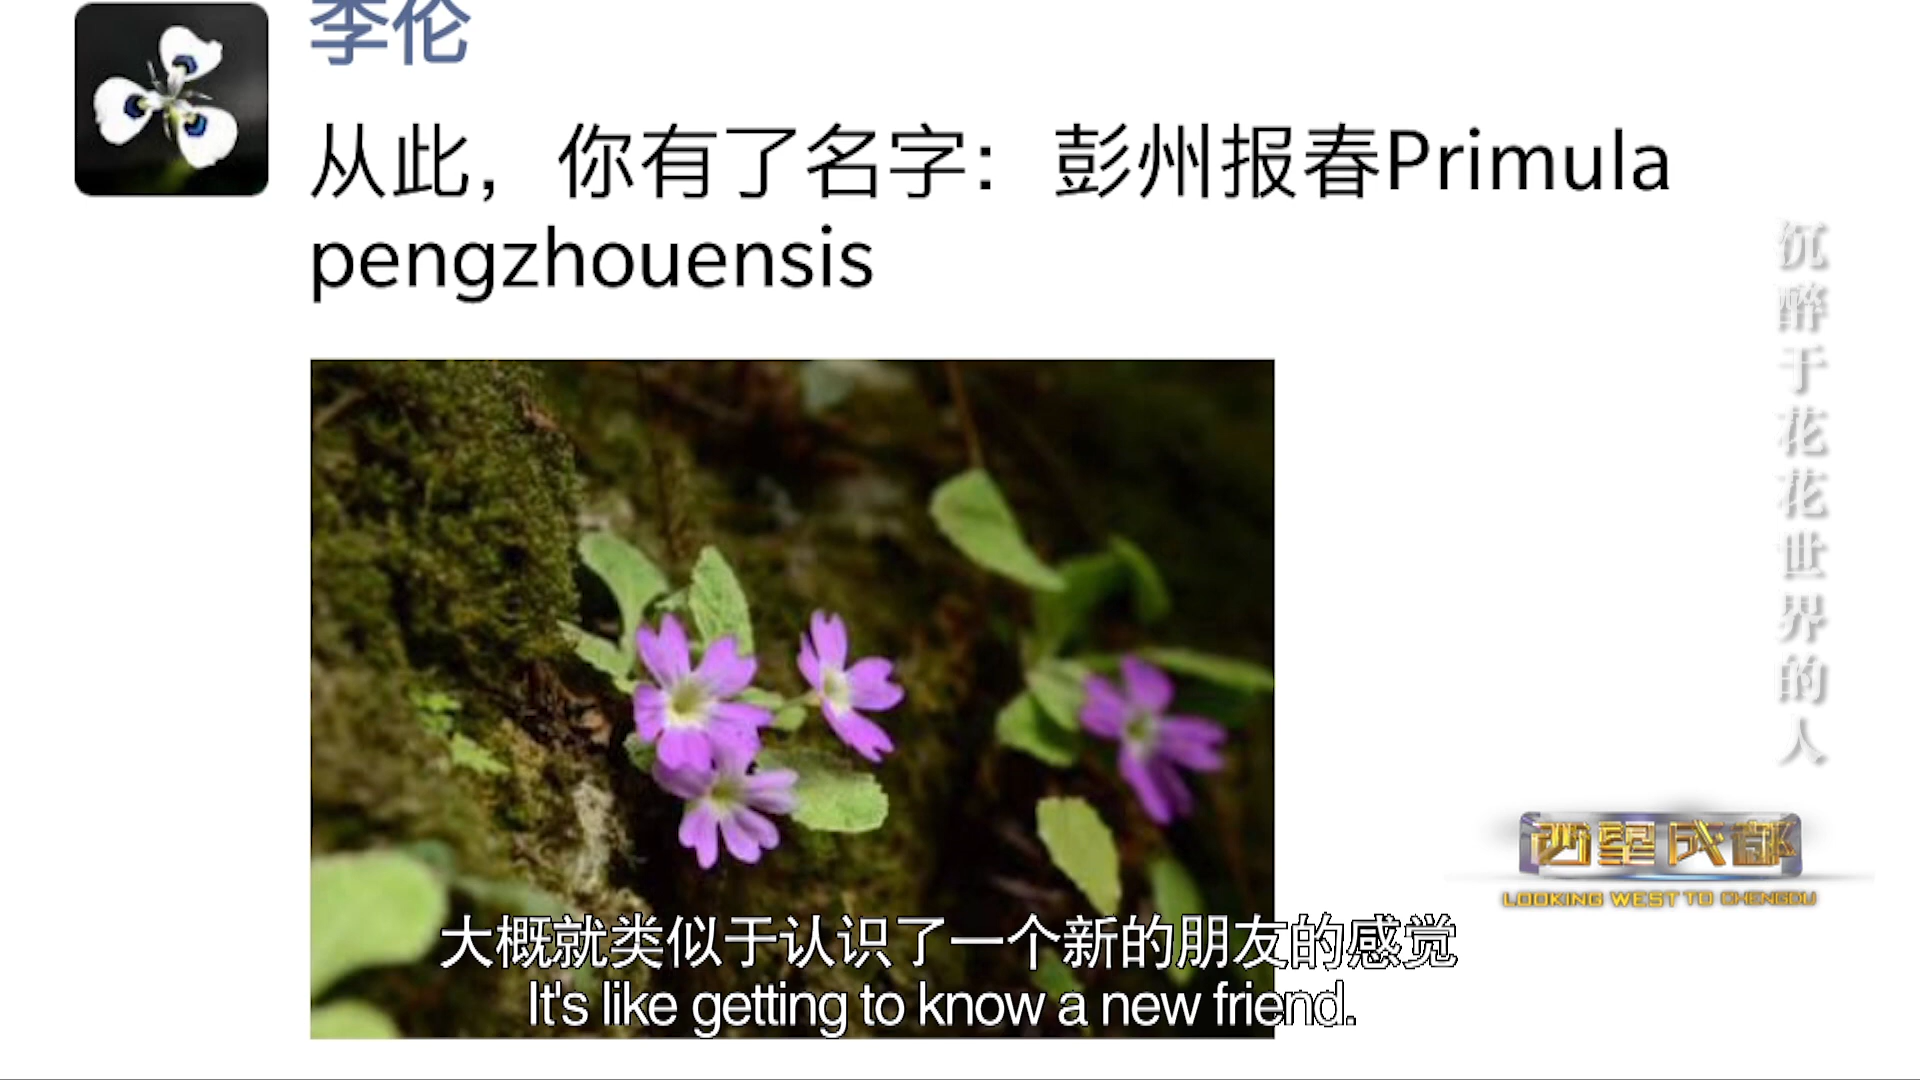 李伦
从此，你有了名字：彭州报春Primula
pengzhouensis
沉醉于花花世界的人
西望成都
LOOKING WEST TO CHENGDU
大概就类似于认识了一个新的朋友的感觉
It's like getting to know a new friend.